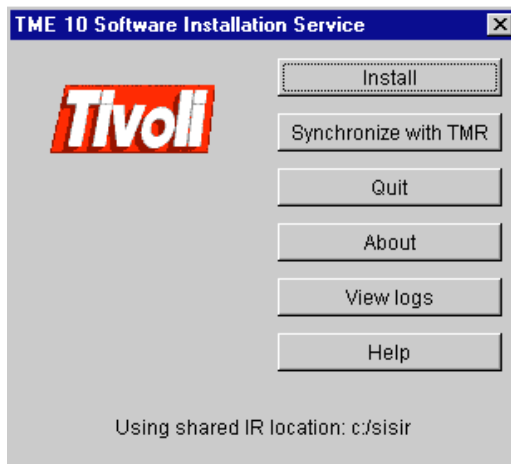 TME 10 Software Installation Service
Tivoli
Install
Synchronize with TMR
Quit
About
View logs
Help
Using shared IR location: c:/sisir